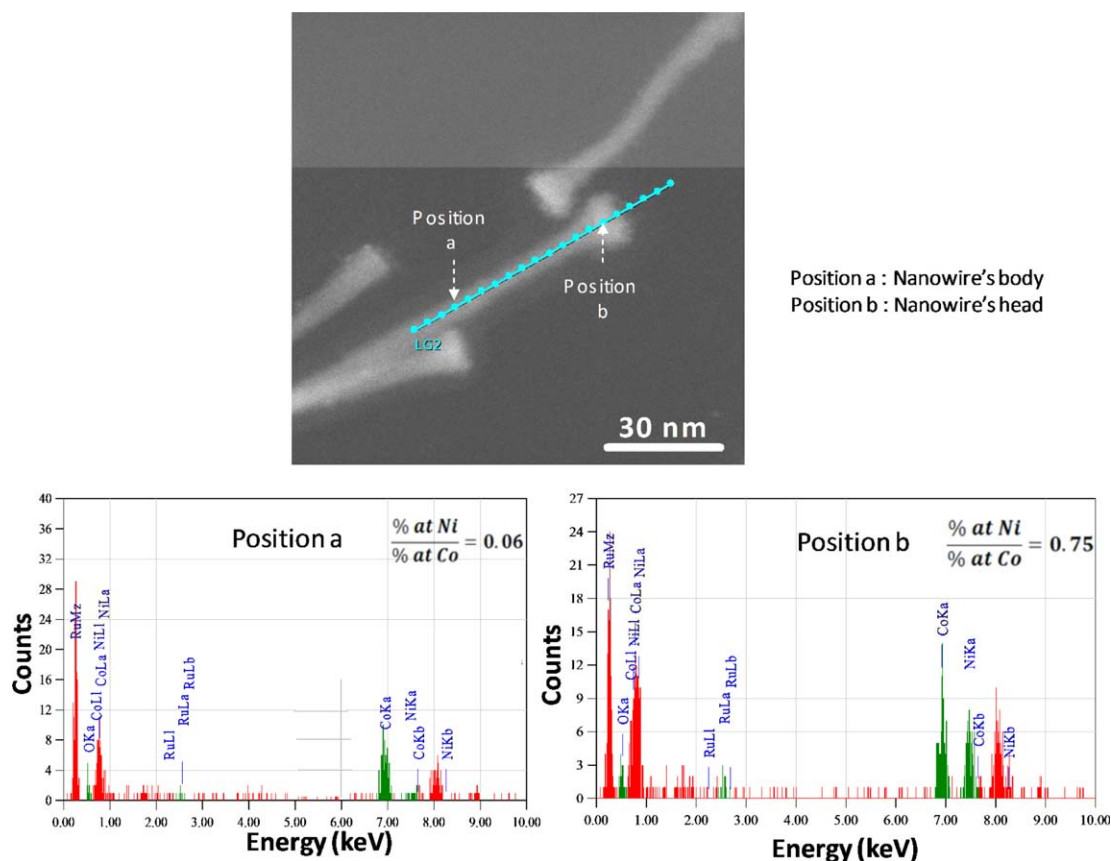 Position
a
Position
b
LG2
30 nm
Position a : Nanowire's body
Position b : Nanowire's head
Position a
% at Ni
% at Co
= 0.06
Counts
40
36
32
28
24
20
16
12
8
4
0
RuMz
OKa
CoLl
CoLa
NiLl
NiLa
RuLl
RuLa
RuLb
CoKa
NiKa
CoKb
NiKb
0.00 1.00 2.00 3.00 4.00 5.00 6.00 7.00 8.00 9.00 10.00
Energy (keV)
Position b
% at Ni
% at Co
= 0.75
Counts
27
24
21
18
15
12
9
6
3
0
RuMz
OKa
CoLl
NiLl
CoLa
NiLa
RuLl
RuLa
RuLb
CoKa
NiKa
CoKb
NiKb
0.00 1.00 2.00 3.00 4.00 5.00 6.00 7.00 8.00 9.00 10.00
Energy (keV)